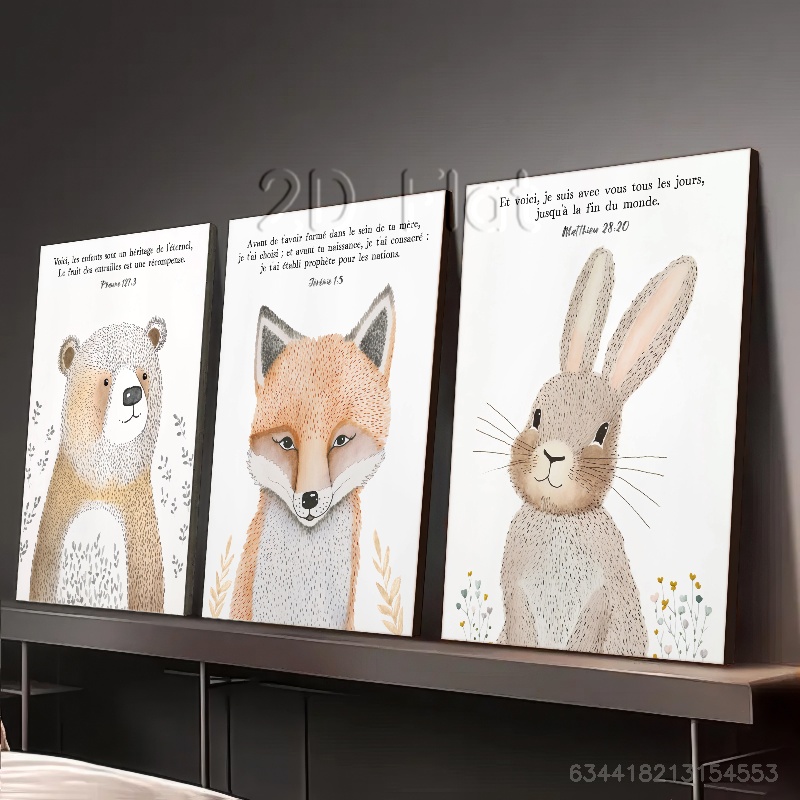 2D Flat
Voici, les enfants sont un héritage de l'éternel,
Le fruit des entrailles est une récompense.
Psaume 127:3
Avant de t'avoir formé dans le sein de ta mère,
je t'ai choisi ; et avant ta naissance, je t'ai consacré ;
je t'ai établi prophète pour les nations.
Jérémie 1:5
Et voici, je suis avec vous tous les jours,
jusqu'à la fin du monde.
Matthieu 28:20
634418213154553